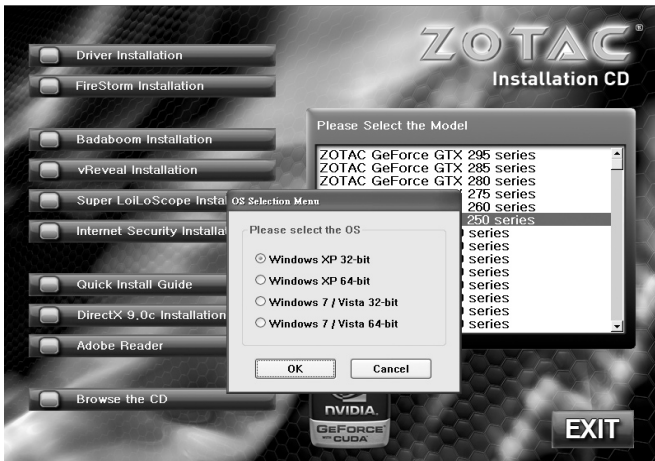 ZOTAC®
Installation CD
Driver Installation
FireStorm Installation
Badaboom Installation
vReveal Installation
Super LoiLoScope
Internet Security
Quick Install Guide
DirectX 9.0c Installation
Adobe Reader
Browse the CD
Please Select the Model
ZOTAC GeForce GTX 295 series
ZOTAC GeForce GTX 285 series
ZOTAC GeForce GTX 280 series
275 series
260 series
250 series
series
series
series
series
series
series
series
series
OS Selection Menu
Please select the OS
Windows XP 32-bit
Windows XP 64-bit
Windows 7 / Vista 32-bit
Windows 7 / Vista 64-bit
OK
Cancel
NVIDIA.
GEFORCE
WITH CUDA
EXIT